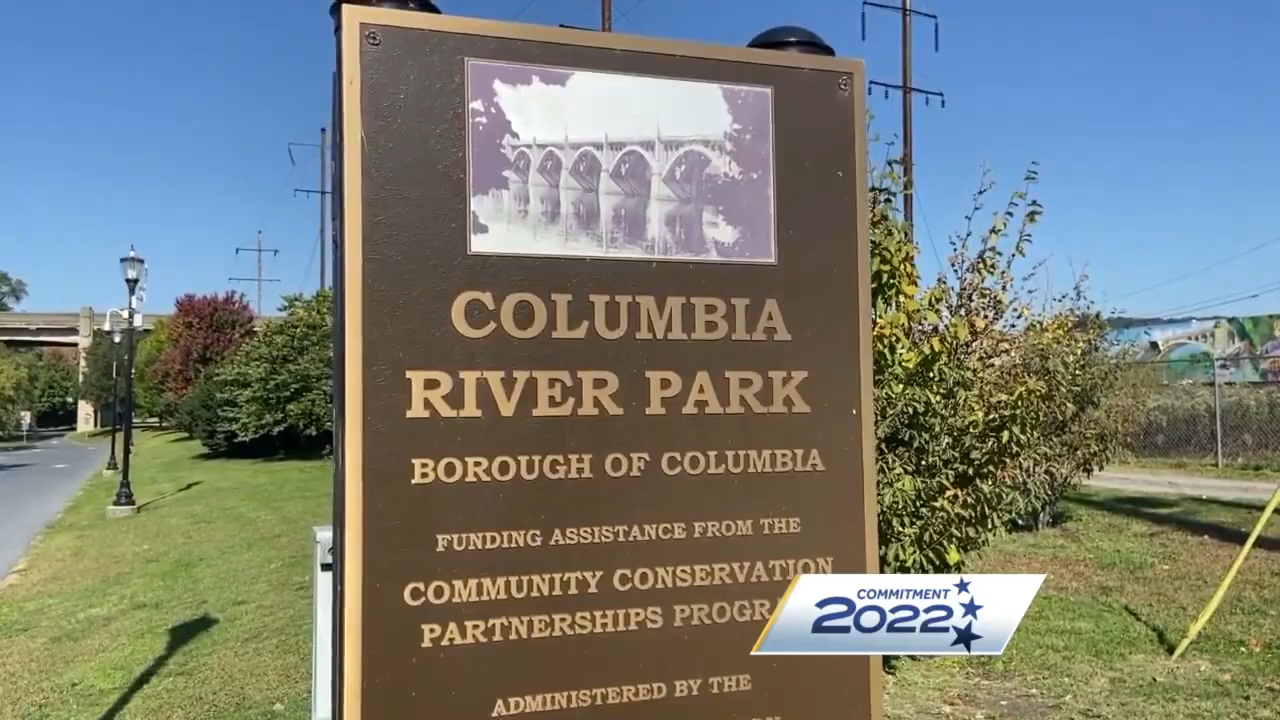 COLUMBIA
RIVER PARK
BOROUGH OF COLUMBIA
FUNDING ASSISTANCE FROM THE
COMMUNITY CONSERVATION
PARTNERSHIPS
ADMINISTERED BY THE
COMMITMENT
2022